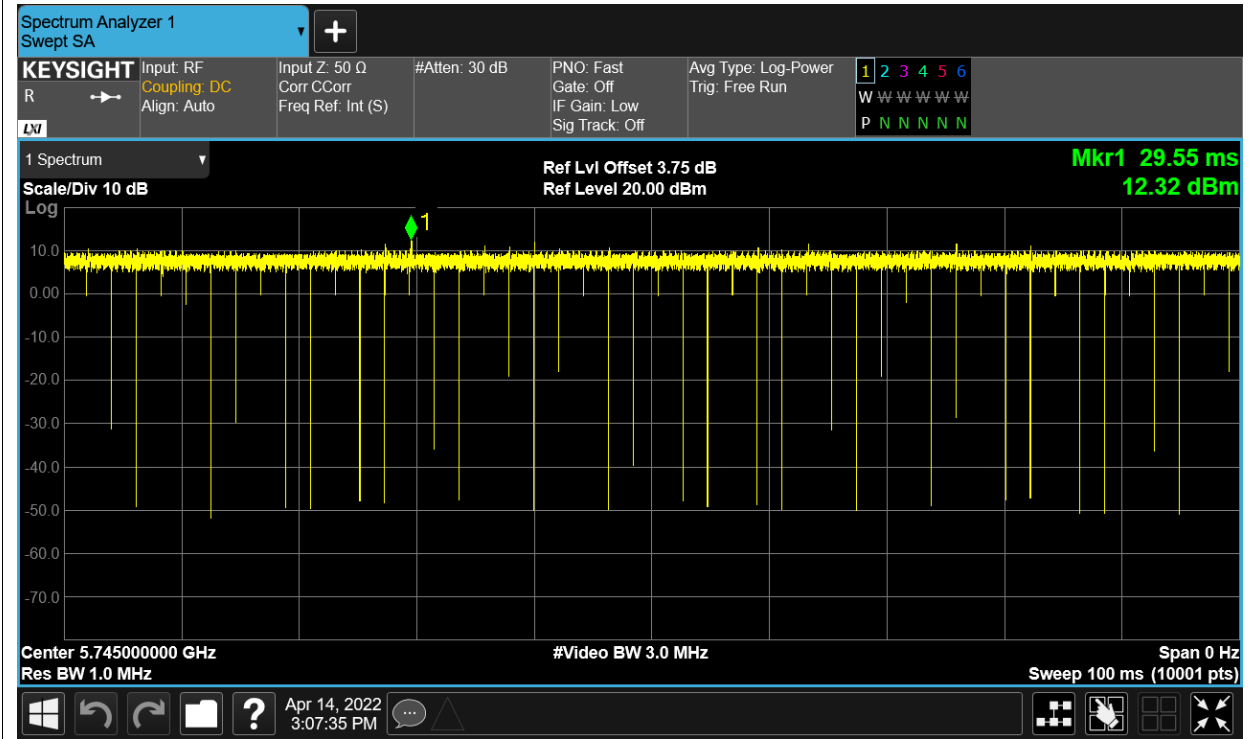 Spectrum Analyzer 1
Swept SA
KEYSIGHT
R
LXI
Input: RF
Coupling: DC
Align: Auto
Input Z: 50 Ω
Corr CCorr
Freq Ref: Int (S)
#Atten: 30 dB
PNO: Fast
Gate: Off
IF Gain: Low
Sig Track: Off
Avg Type: Log-Power
Trig: Free Run
1 2 3 4 5 6
W W W W W W
P N N N N N
1 Spectrum
Scale/Div 10 dB
Log
Ref Lvl Offset 3.75 dB
Ref Level 20.00 dBm
Mkr1 29.55 ms
12.32 dBm
1
10.0
0.00
-10.0
-20.0
-30.0
-40.0
-50.0
-60.0
-70.0
Center 5.745000000 GHz
Res BW 1.0 MHz
#Video BW 3.0 MHz
Span 0 Hz
Sweep 100 ms (10001 pts)
?
Apr 14, 2022
3:07:35 PM